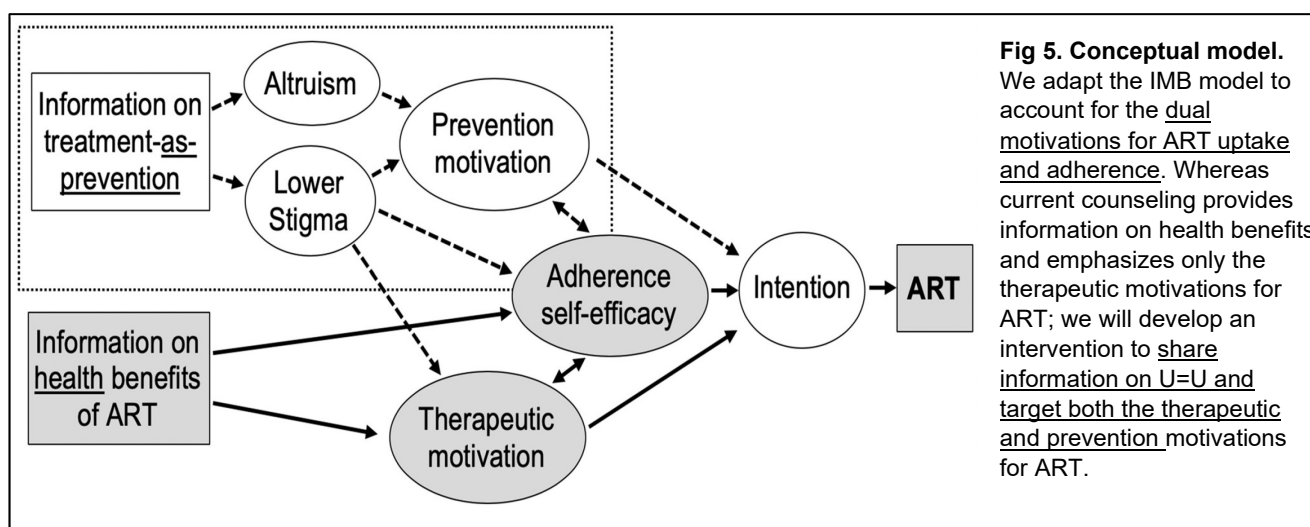 Information on
treatment-as-
prevention
Altruism
Lower
Stigma
Prevention
motivation
Adherence
self-efficacy
Intention
ART
Information on
health benefits
of ART
Therapeutic
motivation
Fig 5. Conceptual model.
We adapt the IMB model to
account for the dual
motivations for ART uptake
and adherence. Whereas
current counseling provides
information on health benefits
and emphasizes only the
therapeutic motivations for
ART; we will develop an
intervention to share
information on U=U and
target both the therapeutic
and prevention motivations
for ART.